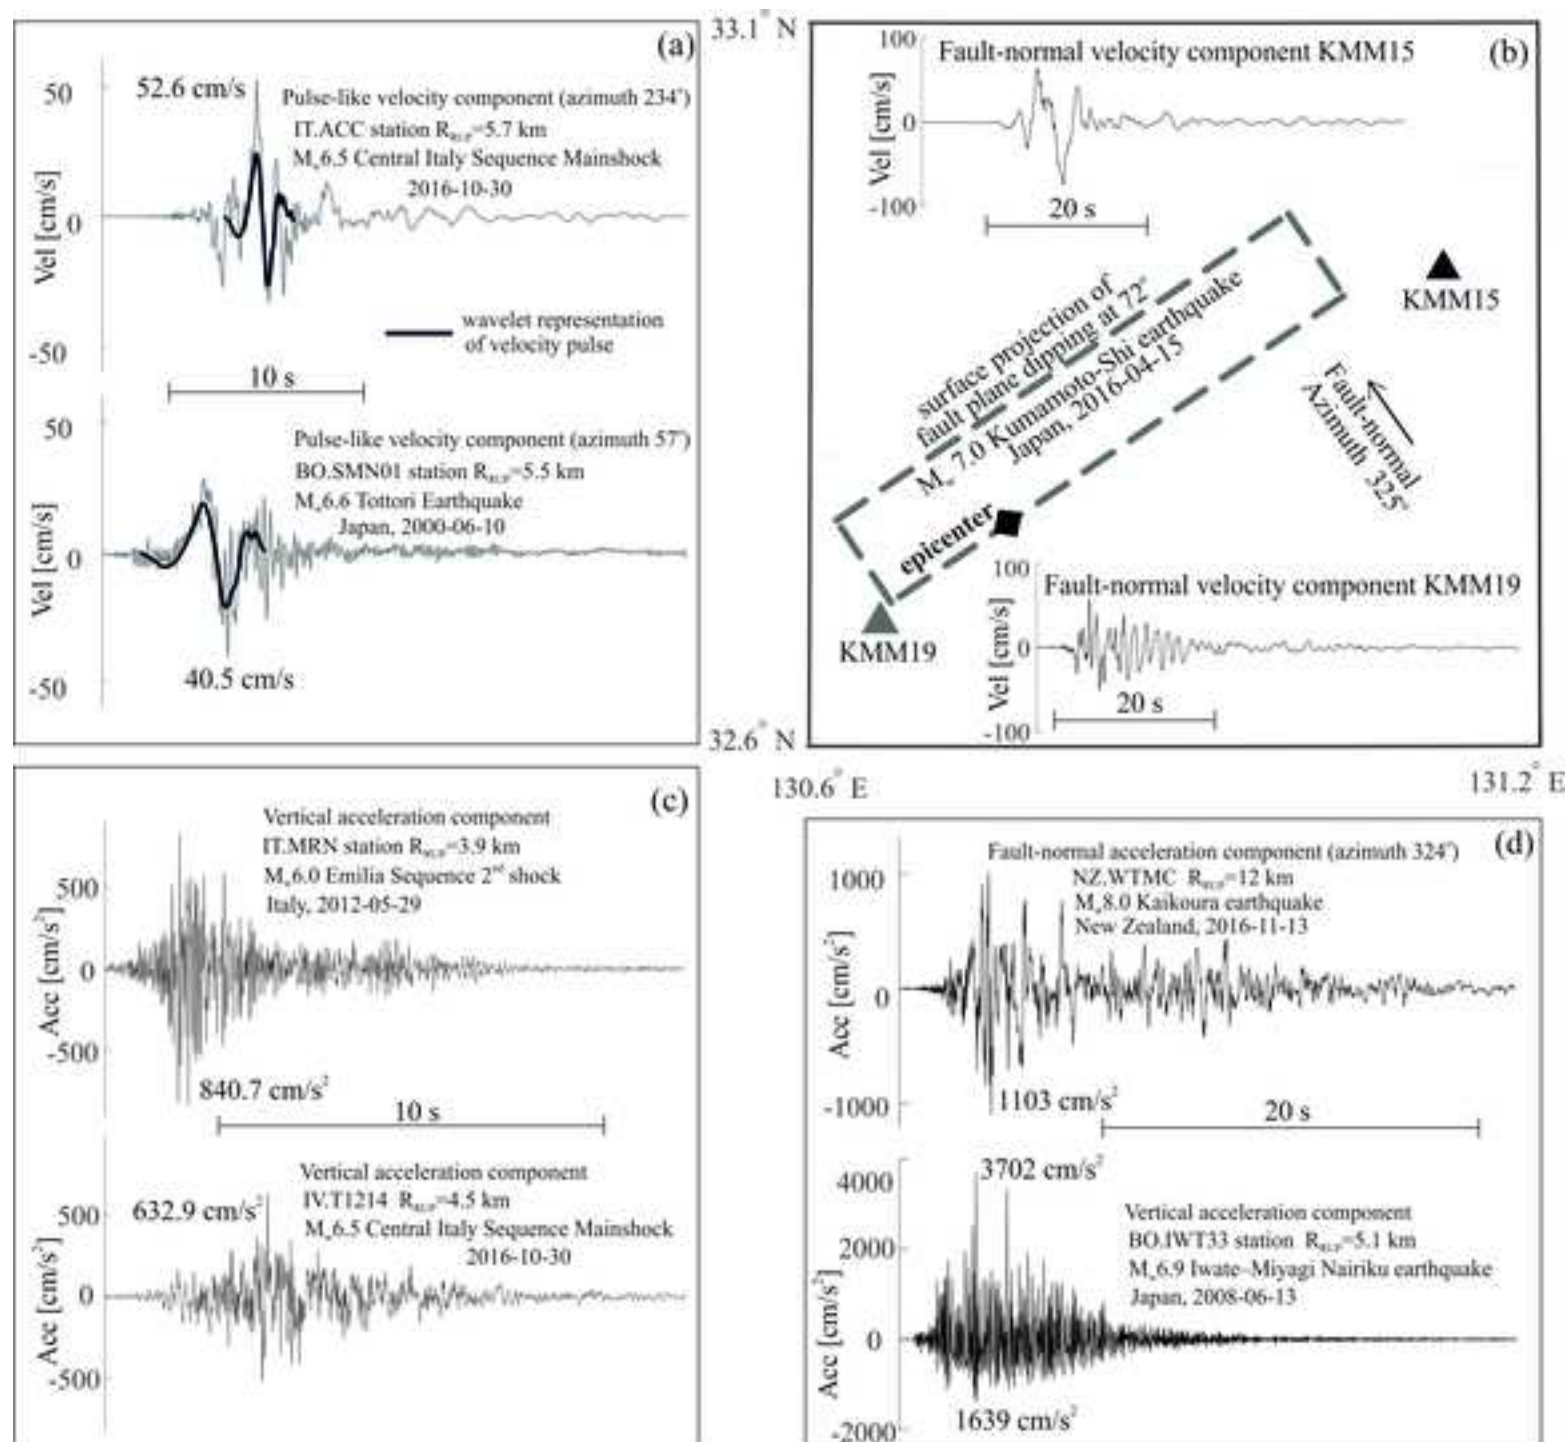 (a)
50
52.6 cm/s
Pulse-like velocity component (azimuth 234°)
IT.ACC station R_RUP=5.7 km
M_w6.5 Central Italy Sequence Mainshock
2016-10-30
Vel [cm/s]
0
wavelet representation
of velocity pulse
-50
10 s
50
Pulse-like velocity component (azimuth 57°)
BO.SMN01 station R_RUP=5.5 km
M_w6.6 Tottori Earthquake
Japan, 2000-06-10
Vel [cm/s]
0
40.5 cm/s
-50
33.1° N
32.6° N
130.6° E
131.2° E
(b)
100
Fault-normal velocity component KMM15
Vel [cm/s]
0
-100
20 s
KMM15
surface projection of
fault plane dipping at 72°
M_w 7.0 Kumamoto-Shi earthquake
Japan, 2016-04-15
Fault-normal
Azimuth 325°
epicenter
KMM19
100
Fault-normal velocity component KMM19
Vel [cm/s]
0
20 s
-100
(c)
Vertical acceleration component
IT.MRN station R_RUP=3.9 km
M_w6.0 Emilia Sequence 2nd shock
Italy, 2012-05-29
500
Acc [cm/s²]
0
-500
840.7 cm/s²
10 s
Vertical acceleration component
IV.T1214 R_RUP=4.5 km
M_w6.5 Central Italy Sequence Mainshock
2016-10-30
632.9 cm/s²
500
Acc [cm/s²]
0
-500
(d)
Fault-normal acceleration component (azimuth 324°)
NZ.WTMC R_RUP=12 km
M_w8.0 Kaikoura earthquake
New Zealand, 2016-11-13
1000
Acc [cm/s²]
0
-1000
1103 cm/s²
20 s
3702 cm/s²
4000
Vertical acceleration component
BO.IWT33 station R_RUP=5.1 km
M_w6.9 Iwate–Miyagi Nairiku earthquake
Japan, 2008-06-13
2000
Acc [cm/s²]
0
1639 cm/s²
-2000